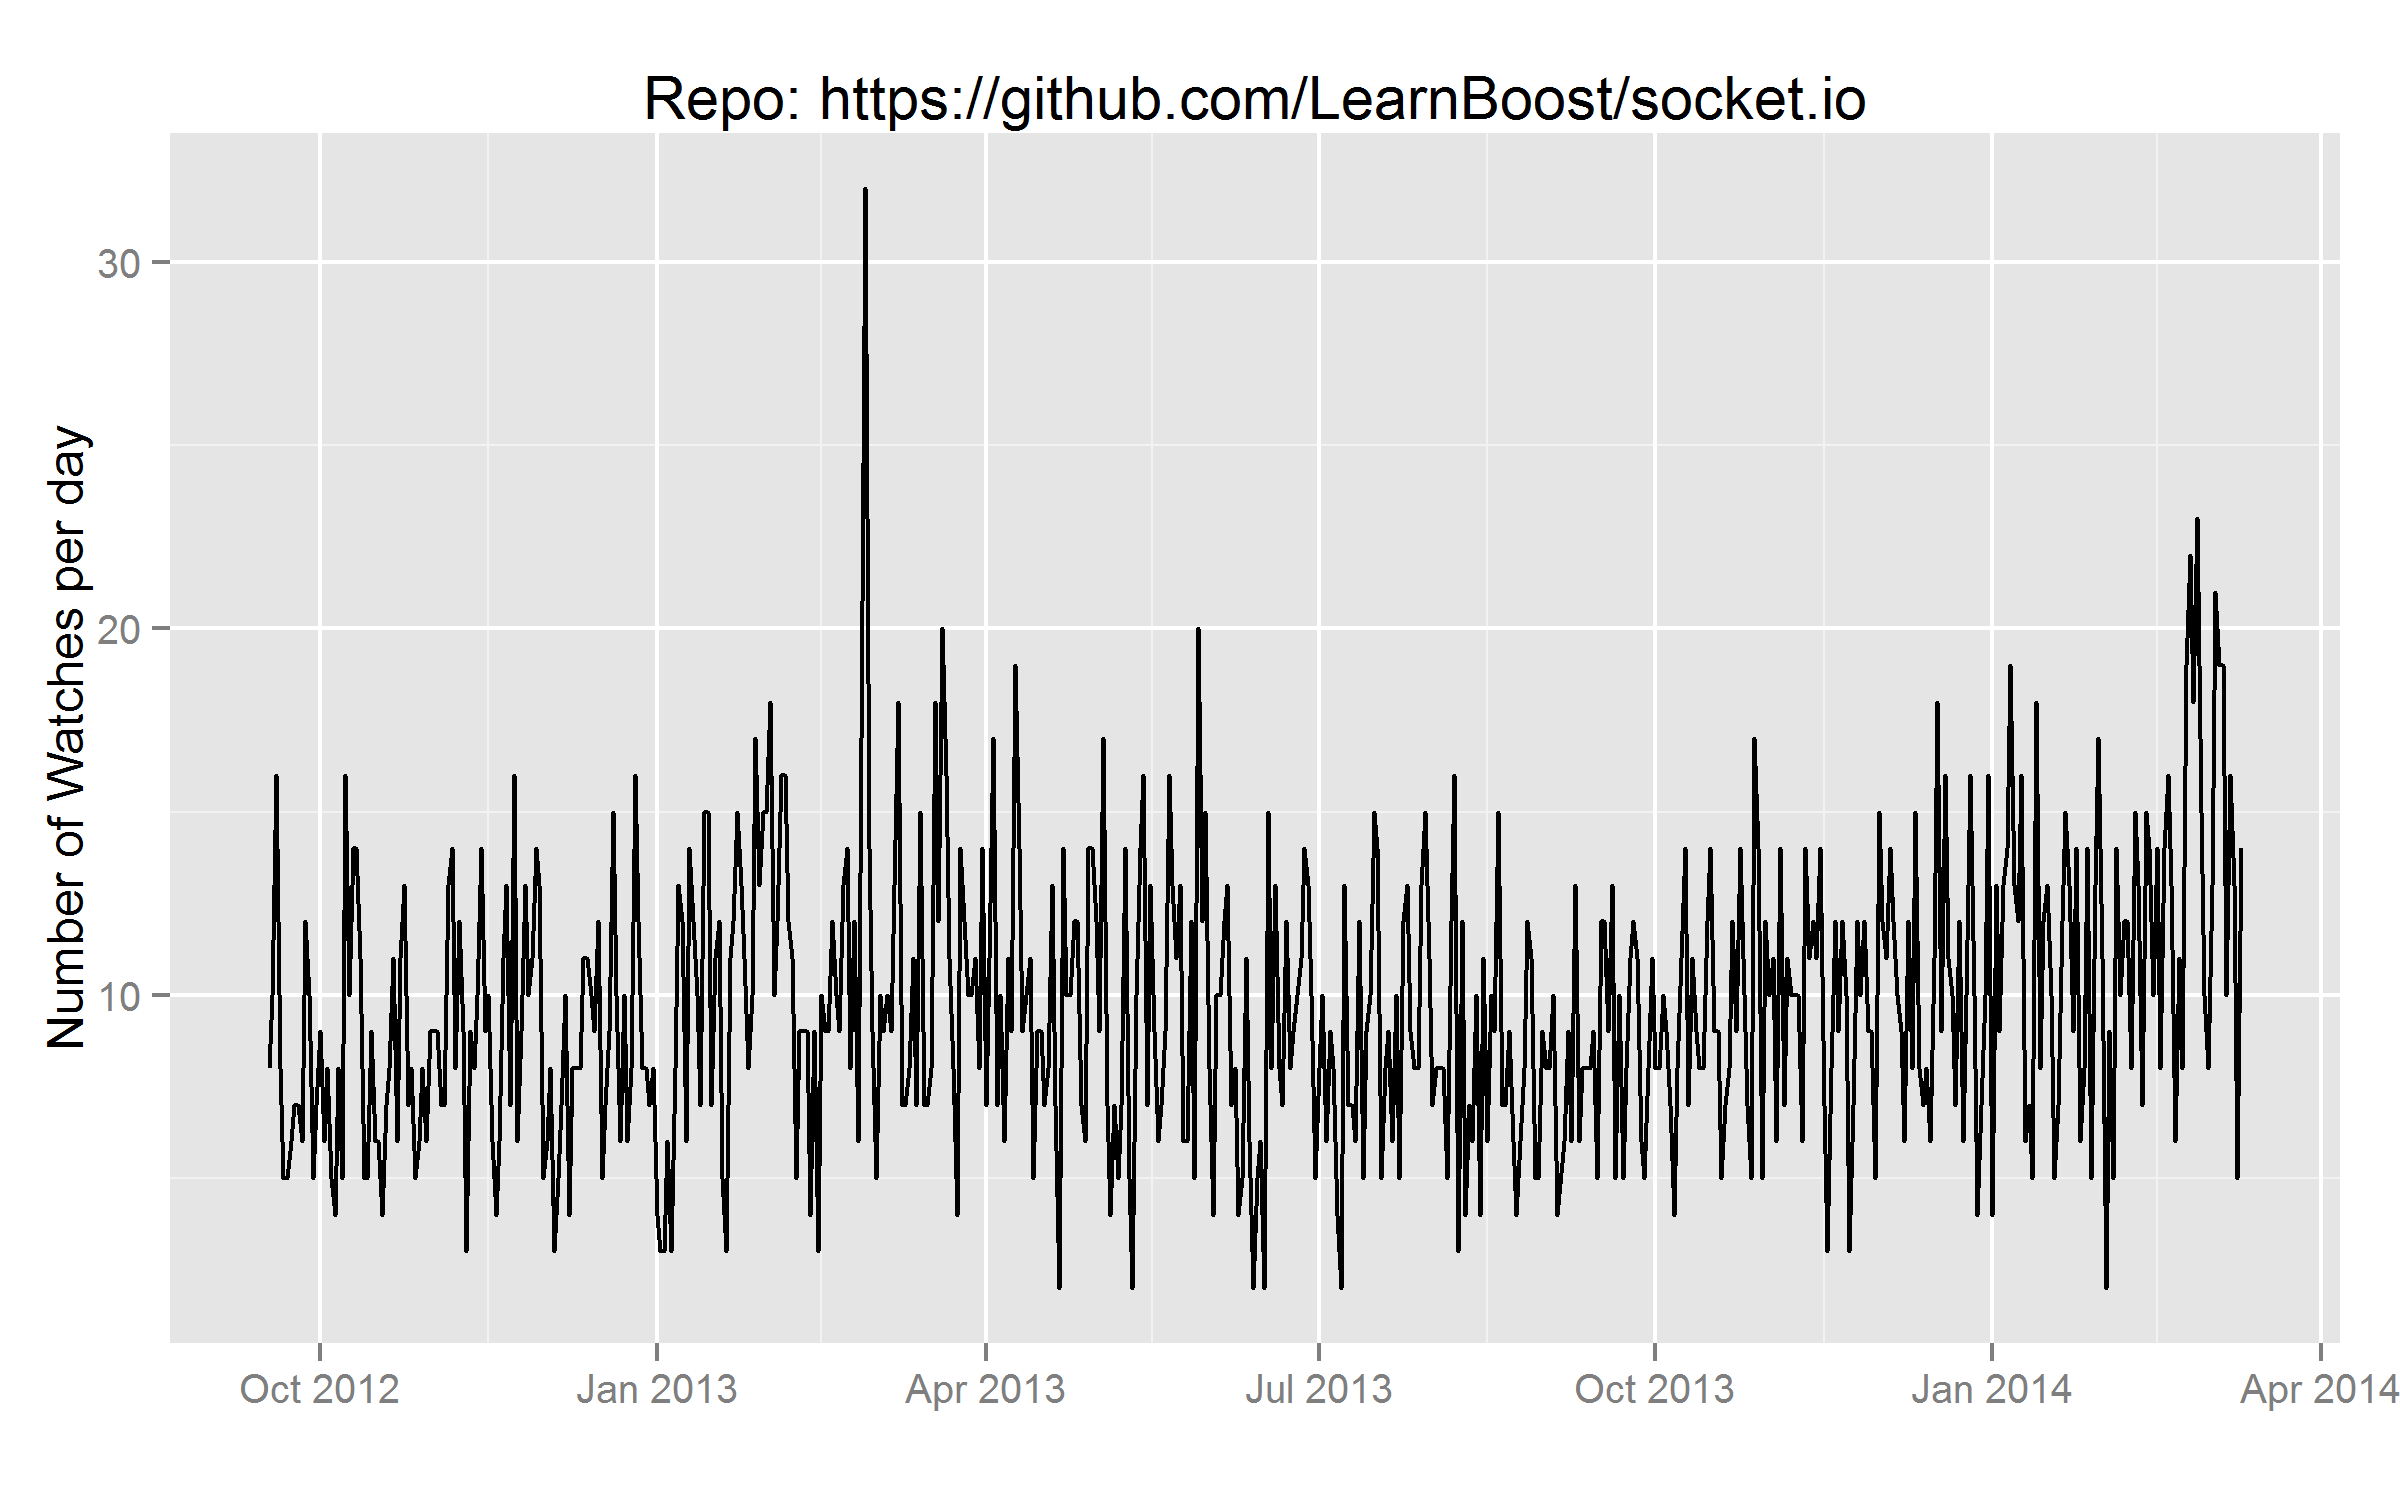 Repo: https://github.com/LearnBoost/socket.io
Number of Watches per day
30
20
10
Oct 2012
Jan 2013
Apr 2013
Jul 2013
Oct 2013
Jan 2014
Apr 2014